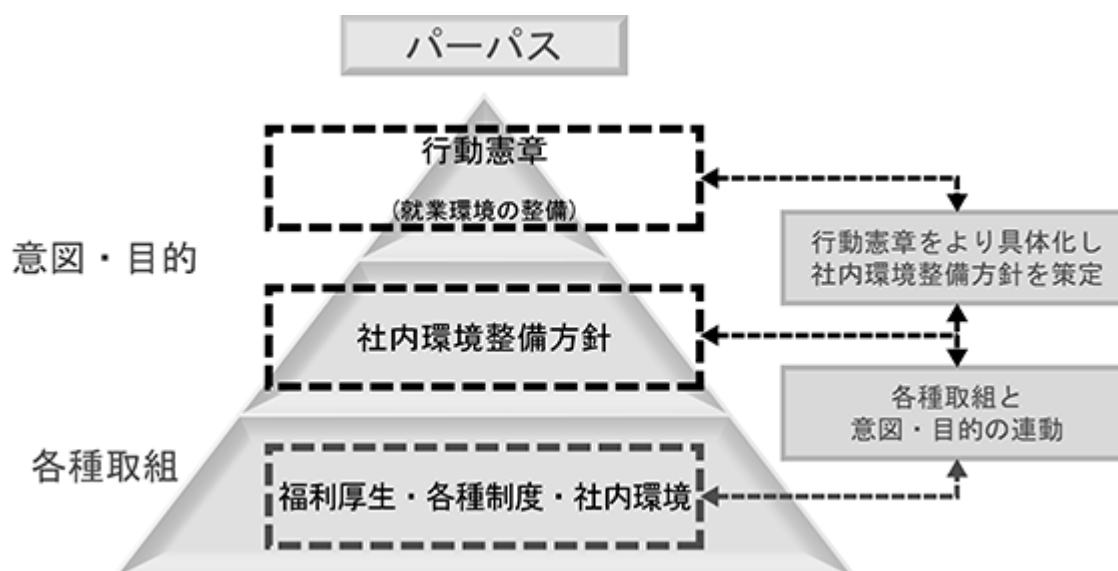 パーパス
行動憲章
(就業環境の整備)
意図・目的
行動憲章をより具体化し
社内環境整備方針を策定
社内環境整備方針
各種取組と
意図・目的の連動
各種取組
福利厚生・各種制度・社内環境